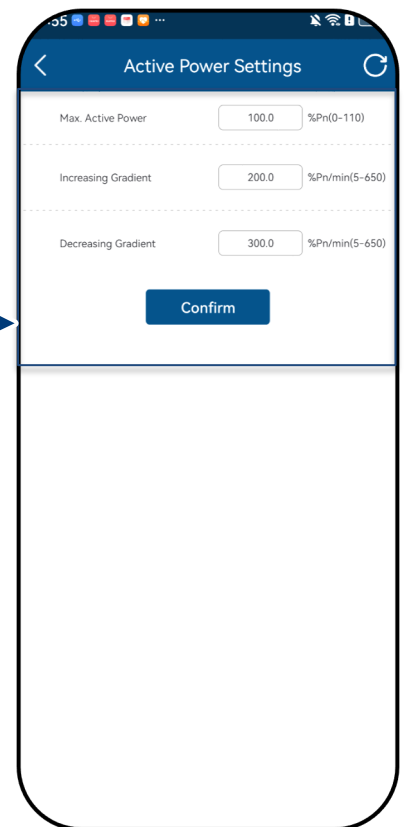 :55 ···
Active Power Settings
Max. Active Power 100.0 %Pn(0-110)
Increasing Gradient 200.0 %Pn/min(5-650)
Decreasing Gradient 300.0 %Pn/min(5-650)
Confirm